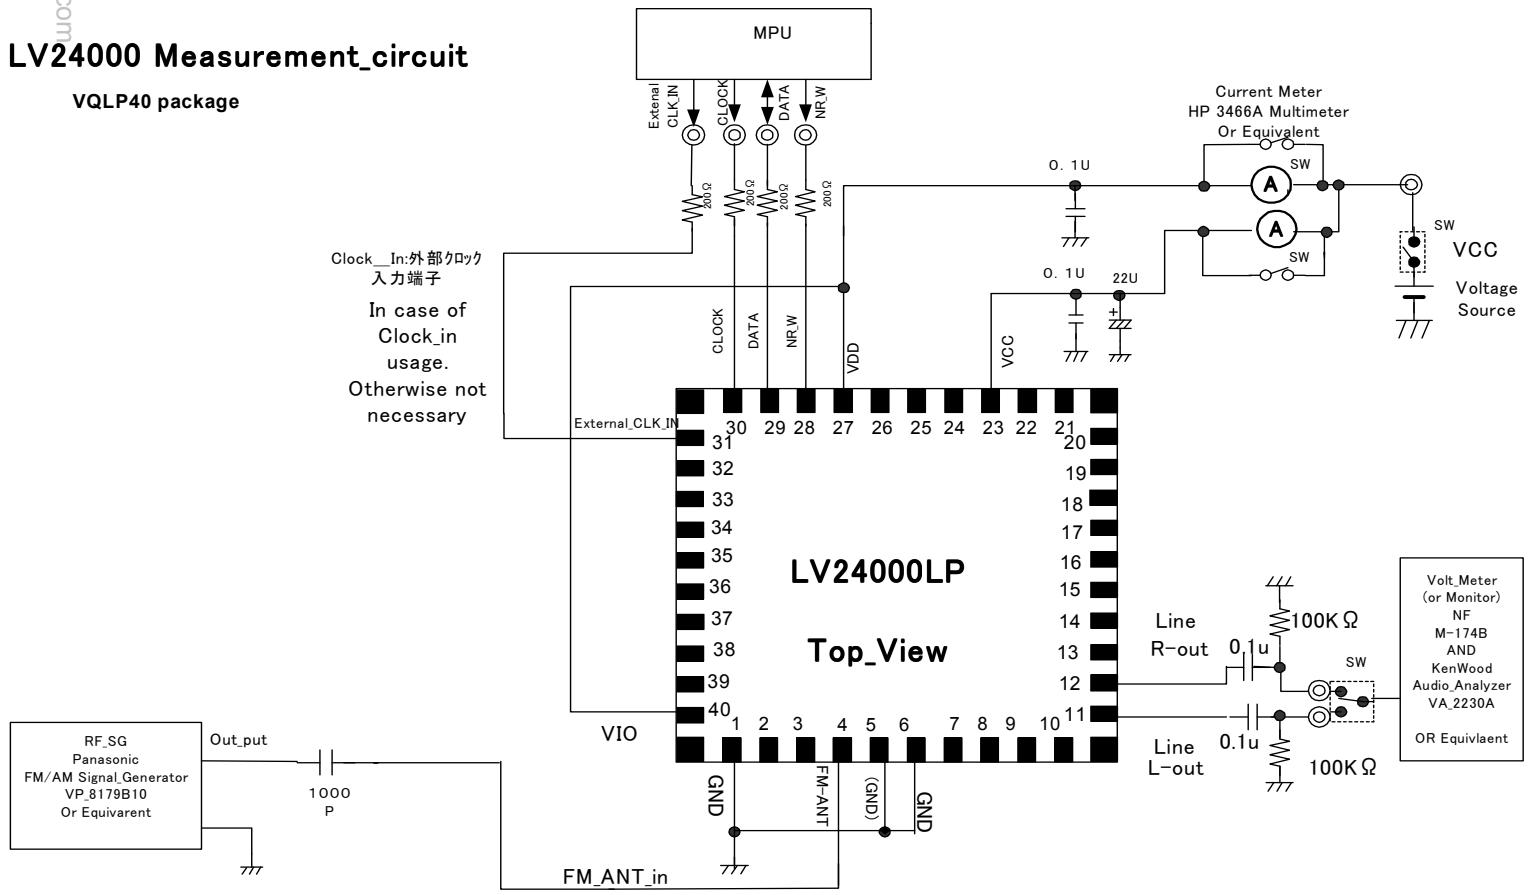 com
LV24000 Measurement_circuit
VQLP40 package
MPU
Extenal
CLK_IN
CLOCK
DATA
NR_W
200Ω
200Ω
200Ω
200Ω
Current Meter
HP 3466A Multimeter
Or Equivalent
SW
A
0. 1U
A
SW
SW
VCC
Voltage
Source
0. 1U
22U
+
Clock__In:外部クロック
入力端子
In case of
Clock_in
usage.
Otherwise not
necessary
CLOCK
DATA
NR_W
VDD
VCC
External_CLK_IN
30
29
28
27
26
25
24
23
22
21
31
32
33
34
35
36
37
38
39
40
20
19
18
17
16
15
14
13
12
11
LV24000LP
Top_View
1
2
3
4
5
6
7
8
9
10
VIO
GND
FM-ANT
(GND)
GND
Line
R-out
0.1u
100KΩ
SW
Line
L-out
0.1u
100KΩ
Volt_Meter
(or Monitor)
NF
M-174B
AND
KenWood
Audio_Analyzer
VA_2230A
OR Equivlaent
RF_SG
Panasonic
FM/AM Signal_Generator
VP_8179B10
Or Equivarent
Out_put
1000
P
FM_ANT_in